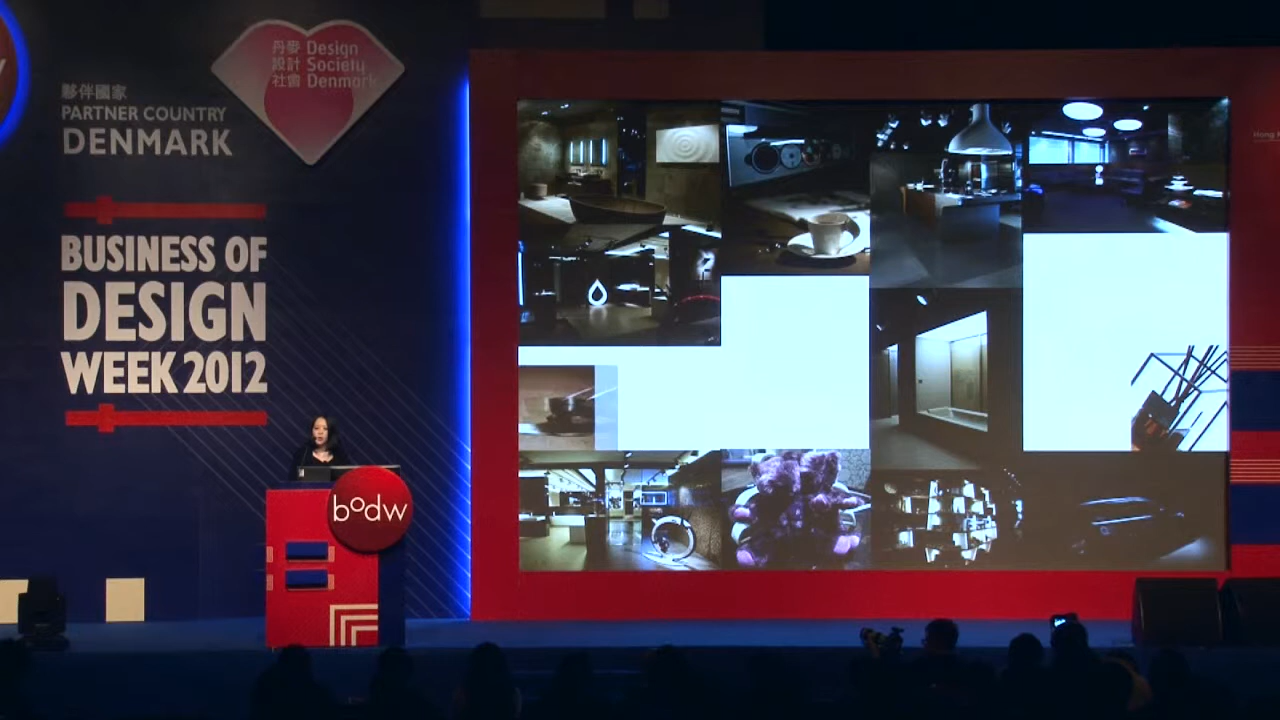 丹麥 Design
設計 Society
社會 Denmark
夥伴國家
PARTNER COUNTRY
DENMARK
BUSINESS OF
DESIGN
WEEK 2012
bodw